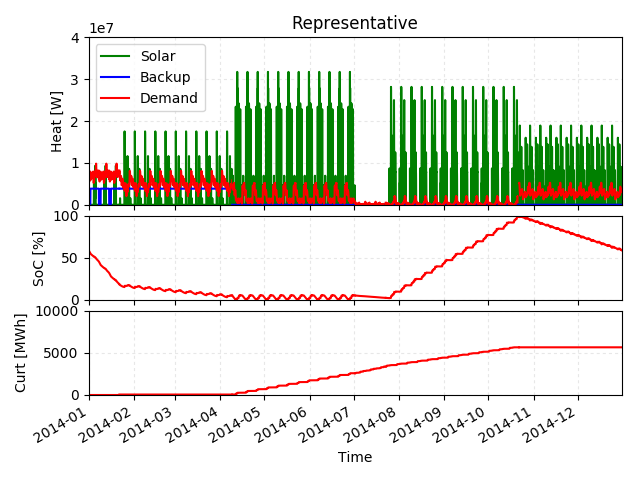 Representative
1e7
4
3
2
1
0
Heat [W]
Solar
Backup
Demand
100
50
0
SoC [%]
10000
5000
0
Curt [MWh]
2014-01
2014-02
2014-03
2014-04
2014-05
2014-06
2014-07
2014-08
2014-09
2014-10
2014-11
2014-12
Time